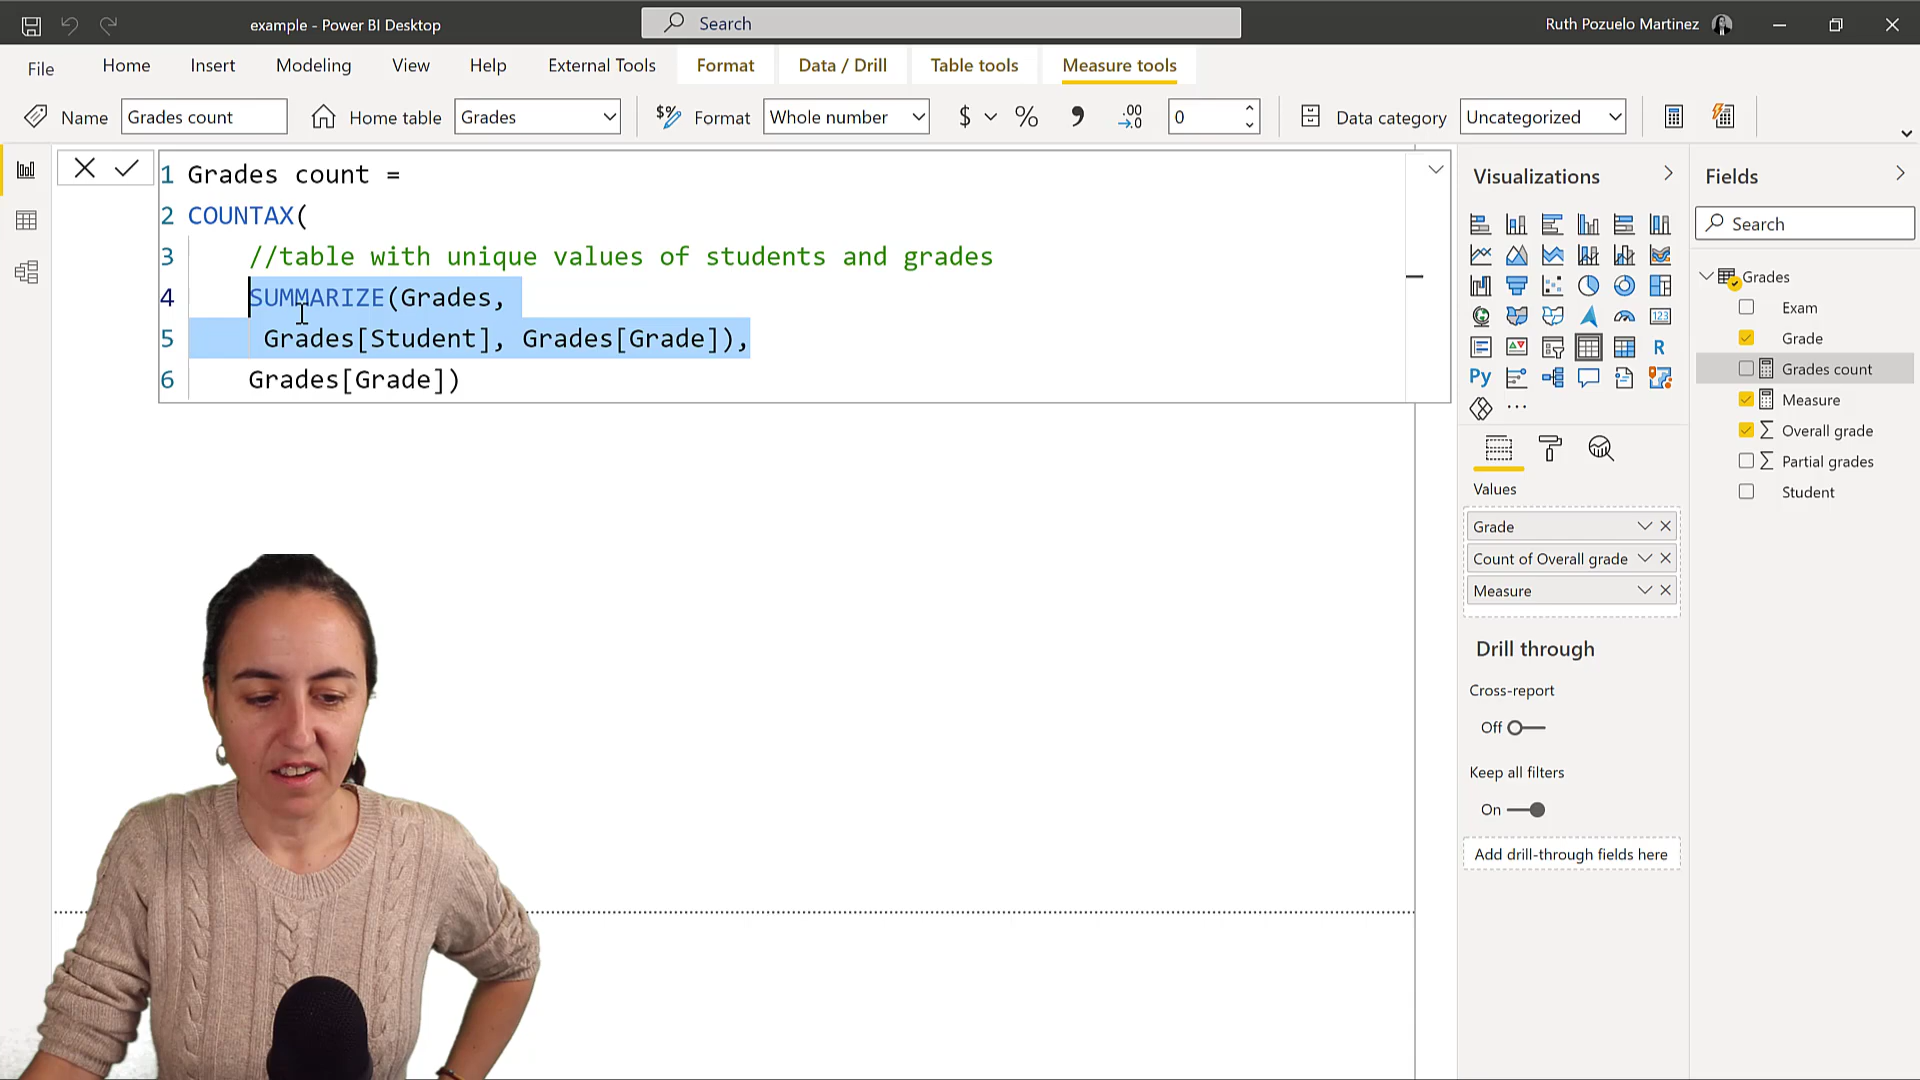 example - Power BI Desktop
Search
Ruth Pozuelo Martinez
File
Home
Insert
Modeling
View
Help
External Tools
Format
Data / Drill
Table tools
Measure tools
Name
Grades count
Home table
Grades
Format
Whole number
$
%
,
.00
.0
0
Data category
Uncategorized
1 Grades count =
2 COUNTAX(
3 //table with unique values of students and grades
4 SUMMARIZE(Grades,
5 Grades[Student], Grades[Grade]),
6 Grades[Grade])
Visualizations
123
R
Py
Values
Grade
Count of Overall grade
Measure
Drill through
Cross-report
Off
Keep all filters
On
Add drill-through fields here
Fields
Search
Grades
Exam
Grade
Grades count
Measure
Overall grade
Partial grades
Student